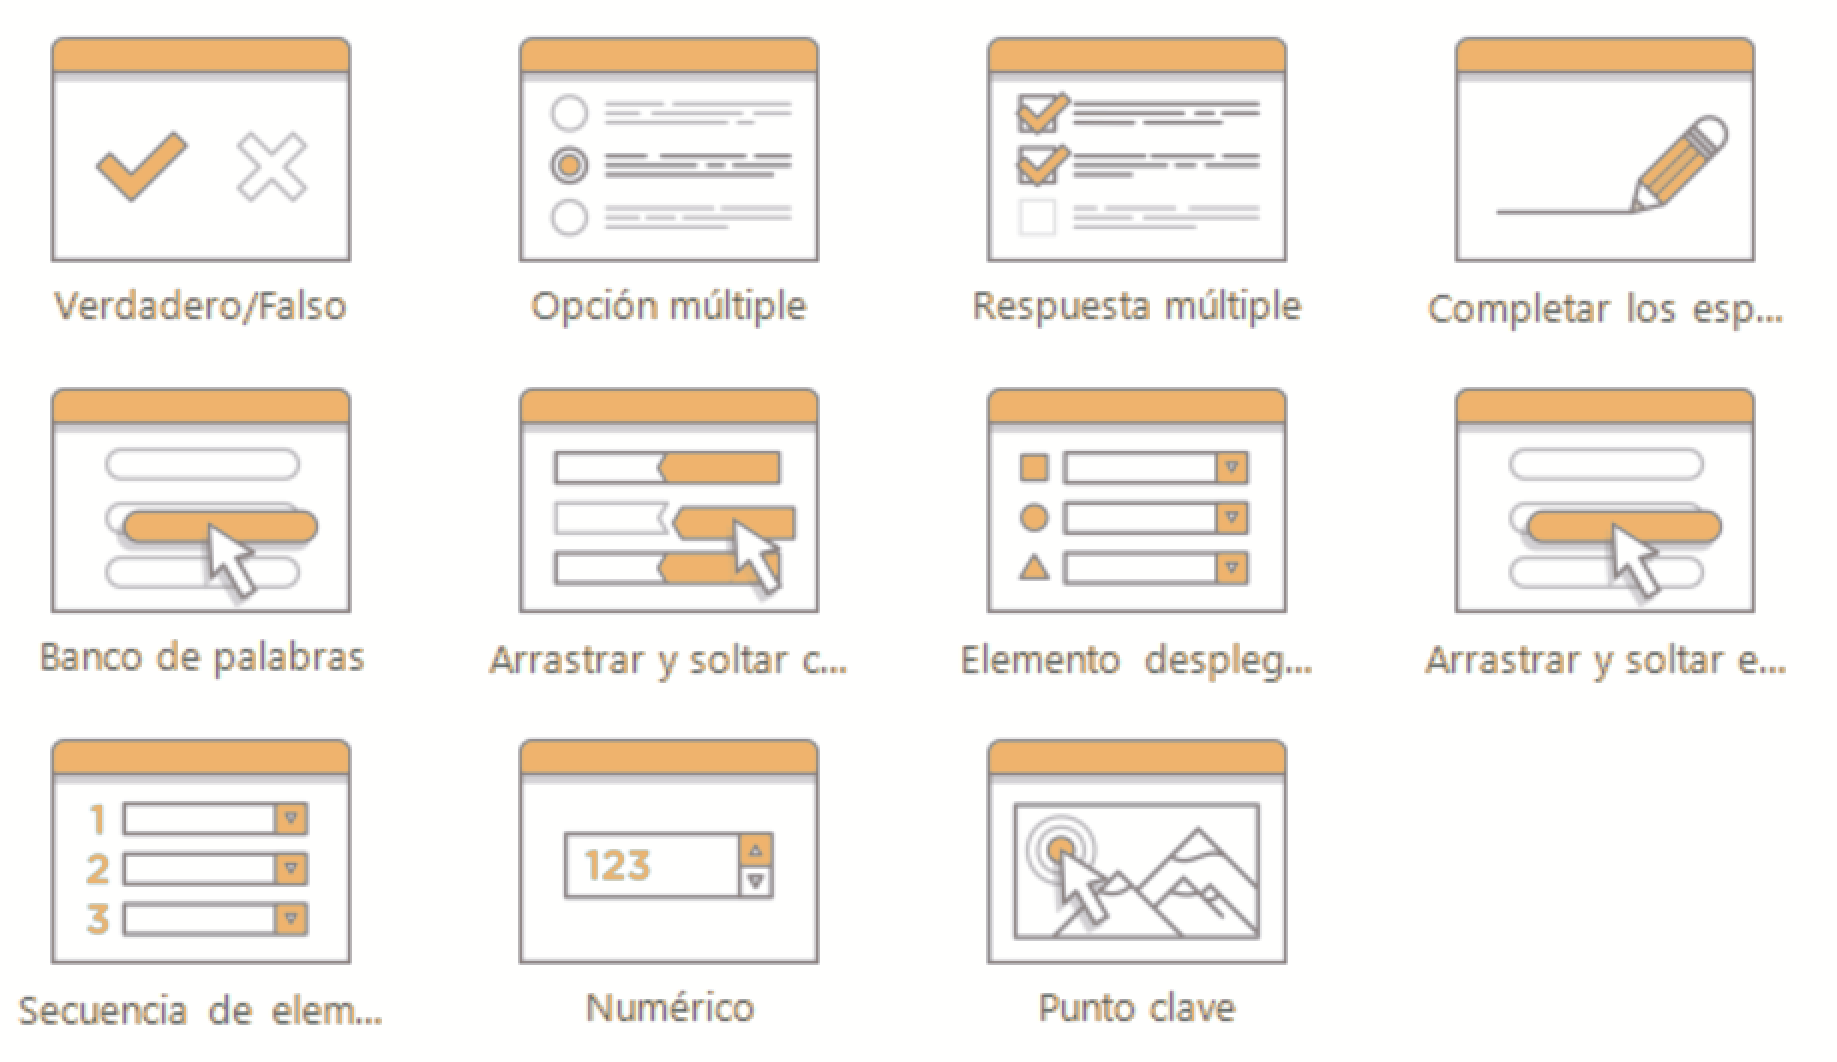 Verdadero/Falso
Opción múltiple
Respuesta múltiple
Completar los esp...
Banco de palabras
Arrastrar y soltar c...
Elemento despleg...
Arrastrar y soltar e...
1
2
3
Secuencia de elem...
123
Numérico
Punto clave